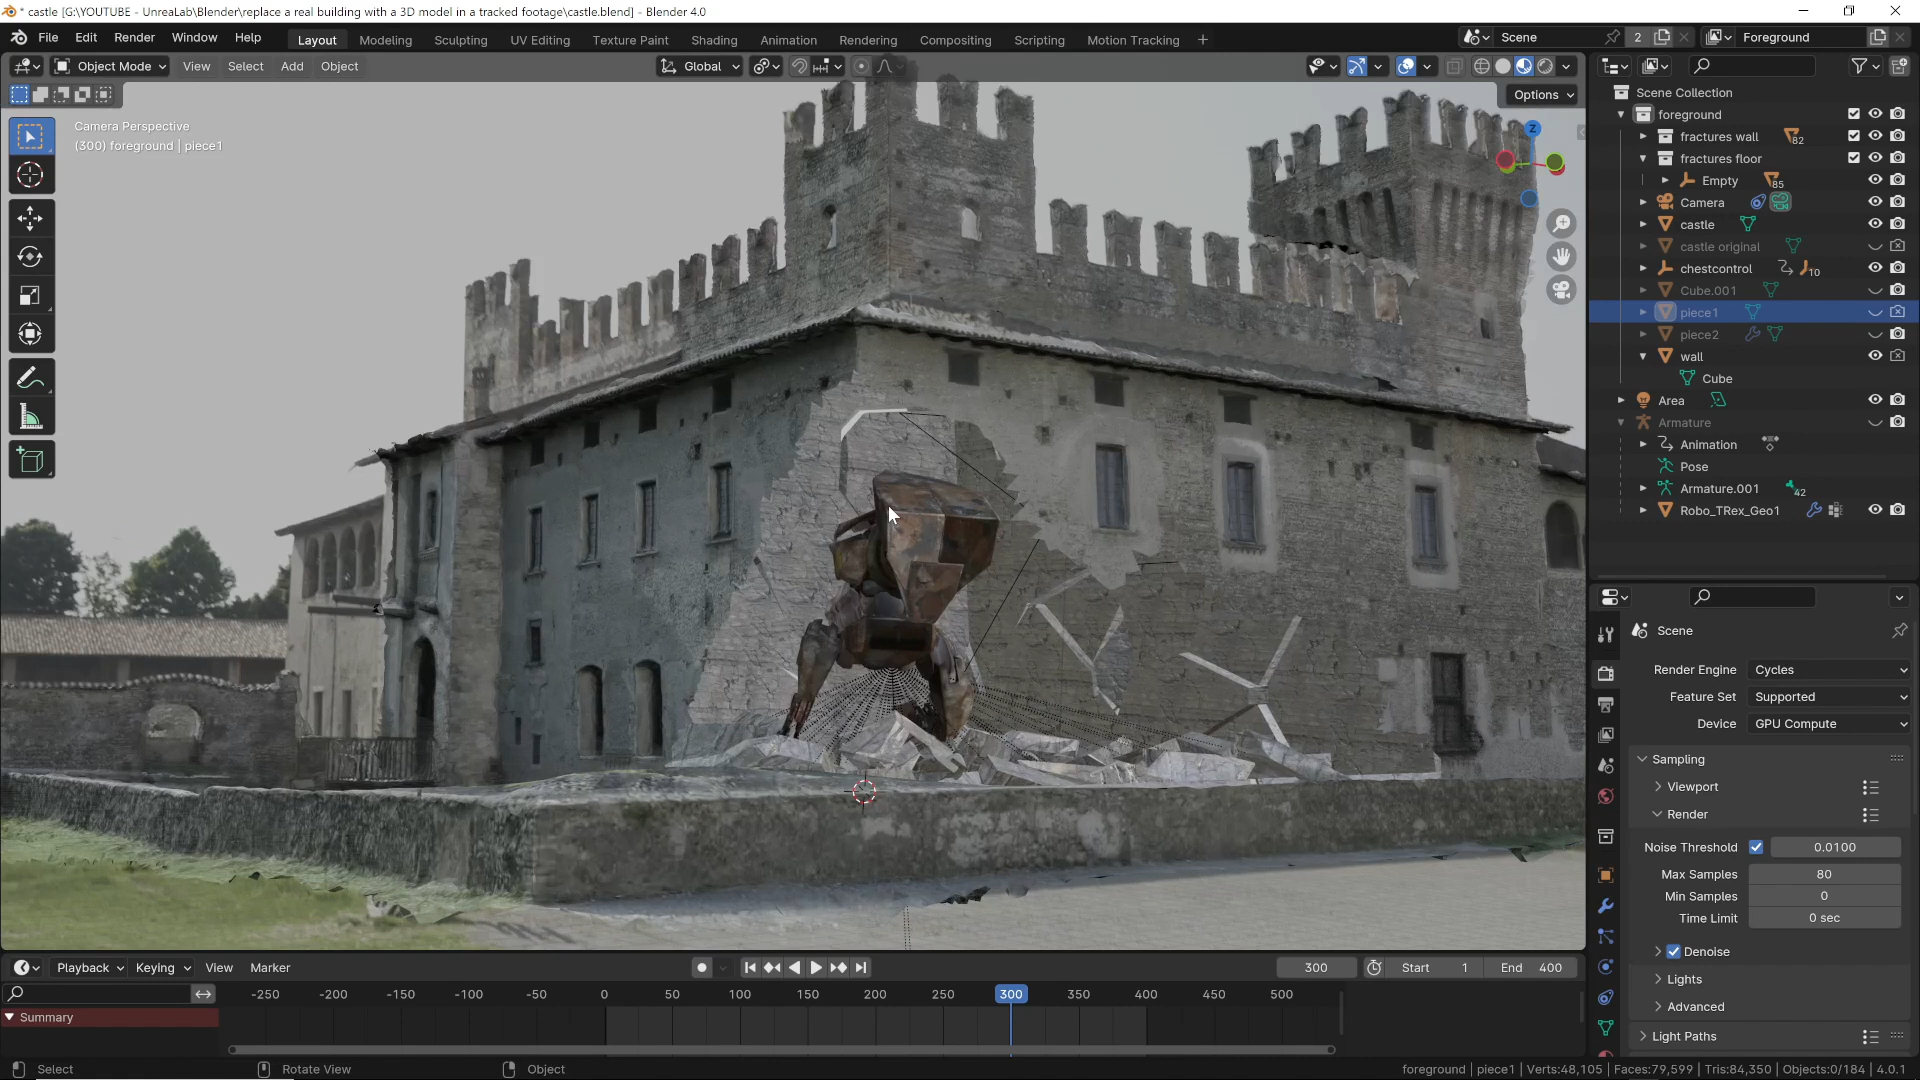 * castle [G:\YOUTUBE - UnreaLab\Blender\replace a real building with a 3D model in a tracked footage\castle.blend] - Blender 4.0
File Edit Render Window Help Layout Modeling Sculpting UV Editing Texture Paint Shading Animation Rendering Compositing Scripting Motion Tracking + Scene 2 Foreground
Object Mode View Select Add Object Global
Options
Camera Perspective
(300) foreground | piece1
Z
Scene Collection
foreground
fractures wall 82
fractures floor
Empty 85
Camera
castle
castle original
chestcontrol 10
Cube.001
piece1
piece2
wall
Cube
Area
Armature
Animation
Pose
Armature.001 42
Robo_TRex_Geo1
Scene
Render Engine Cycles
Feature Set Supported
Device GPU Compute
Sampling
Viewport
Render
Noise Threshold 0.0100
Max Samples 80
Min Samples 0
Time Limit 0 sec
Denoise
Lights
Advanced
Light Paths
Playback Keying View Marker 300 Start 1 End 400
-250 -200 -150 -100 -50 0 50 100 150 200 250 300 350 400 450 500
Summary
Select Rotate View Object foreground | piece1 | Verts:48,105 | Faces:79,599 | Tris:84,350 | Objects:0/184 | 4.0.1